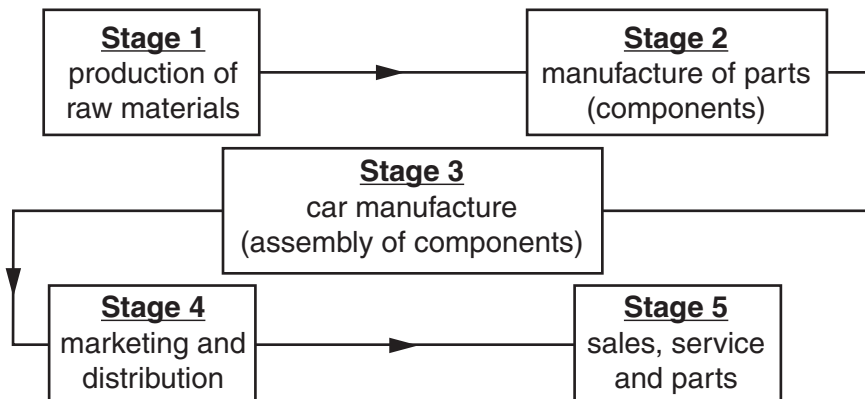 Stage 1
production of
raw materials
Stage 2
manufacture of parts
(components)
Stage 3
car manufacture
(assembly of components)
Stage 4
marketing and
distribution
Stage 5
sales, service
and parts